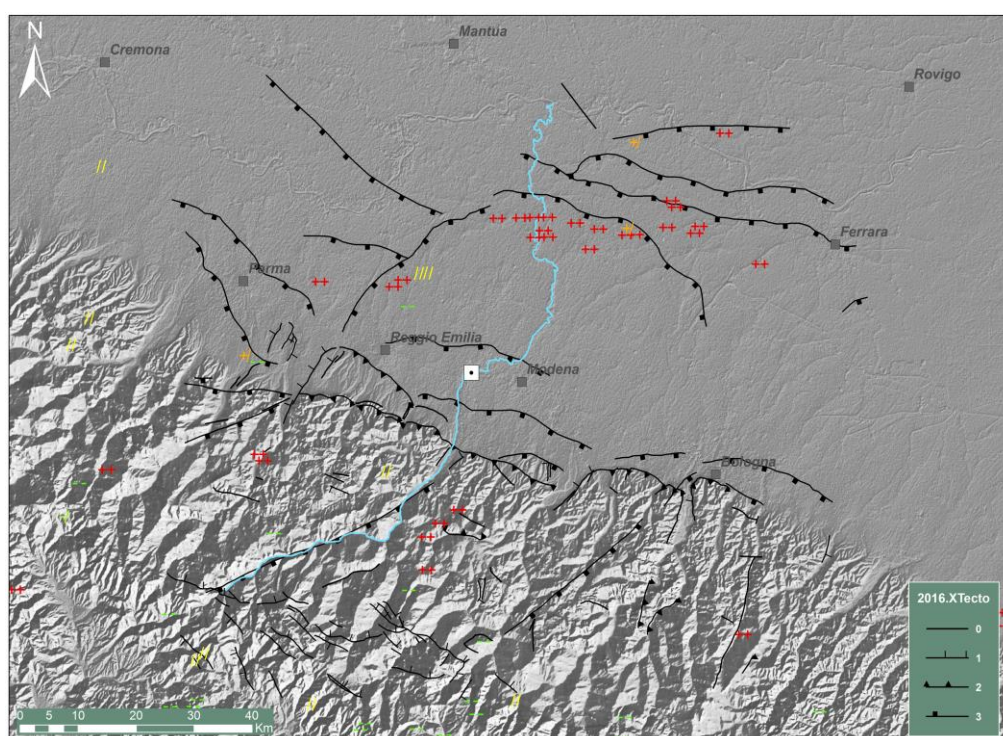 N
Cremona
Mantua
Rovigo
Ferrara
Parma
Reggio Emilia
Modena
Bologna
2016.XTecto
0
1
2
3
0 5 10 20 30 40
Km